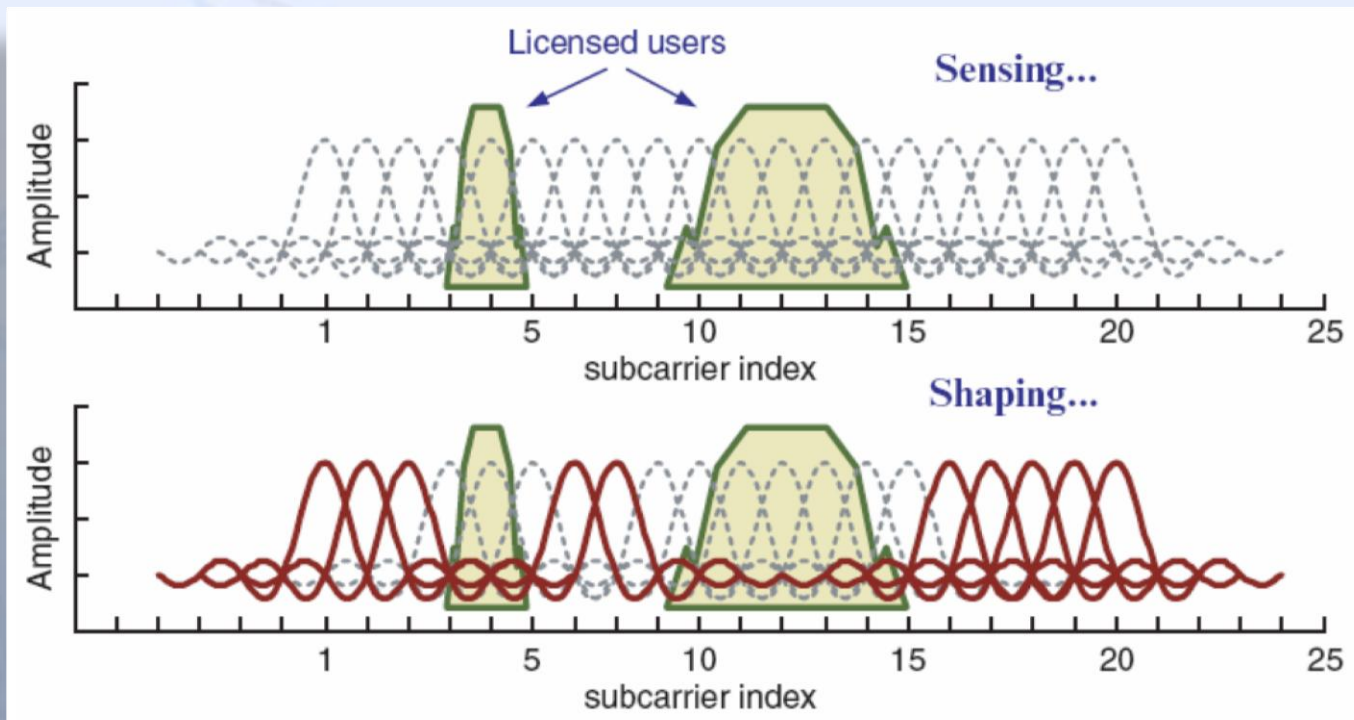 Licensed users
Sensing...
Amplitude
1 5 10 15 20 25
subcarrier index
Shaping...
Amplitude
1 5 10 15 20 25
subcarrier index